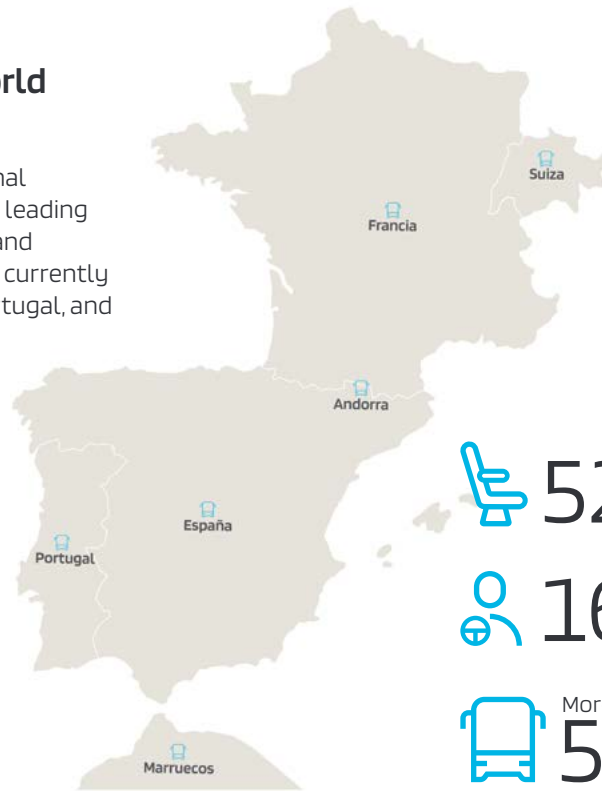 rld
nal
leading
and
currently
tugal, and
Suiza
Francia
Andorra
España
Portugal
Marruecos
52
16
Mor
5